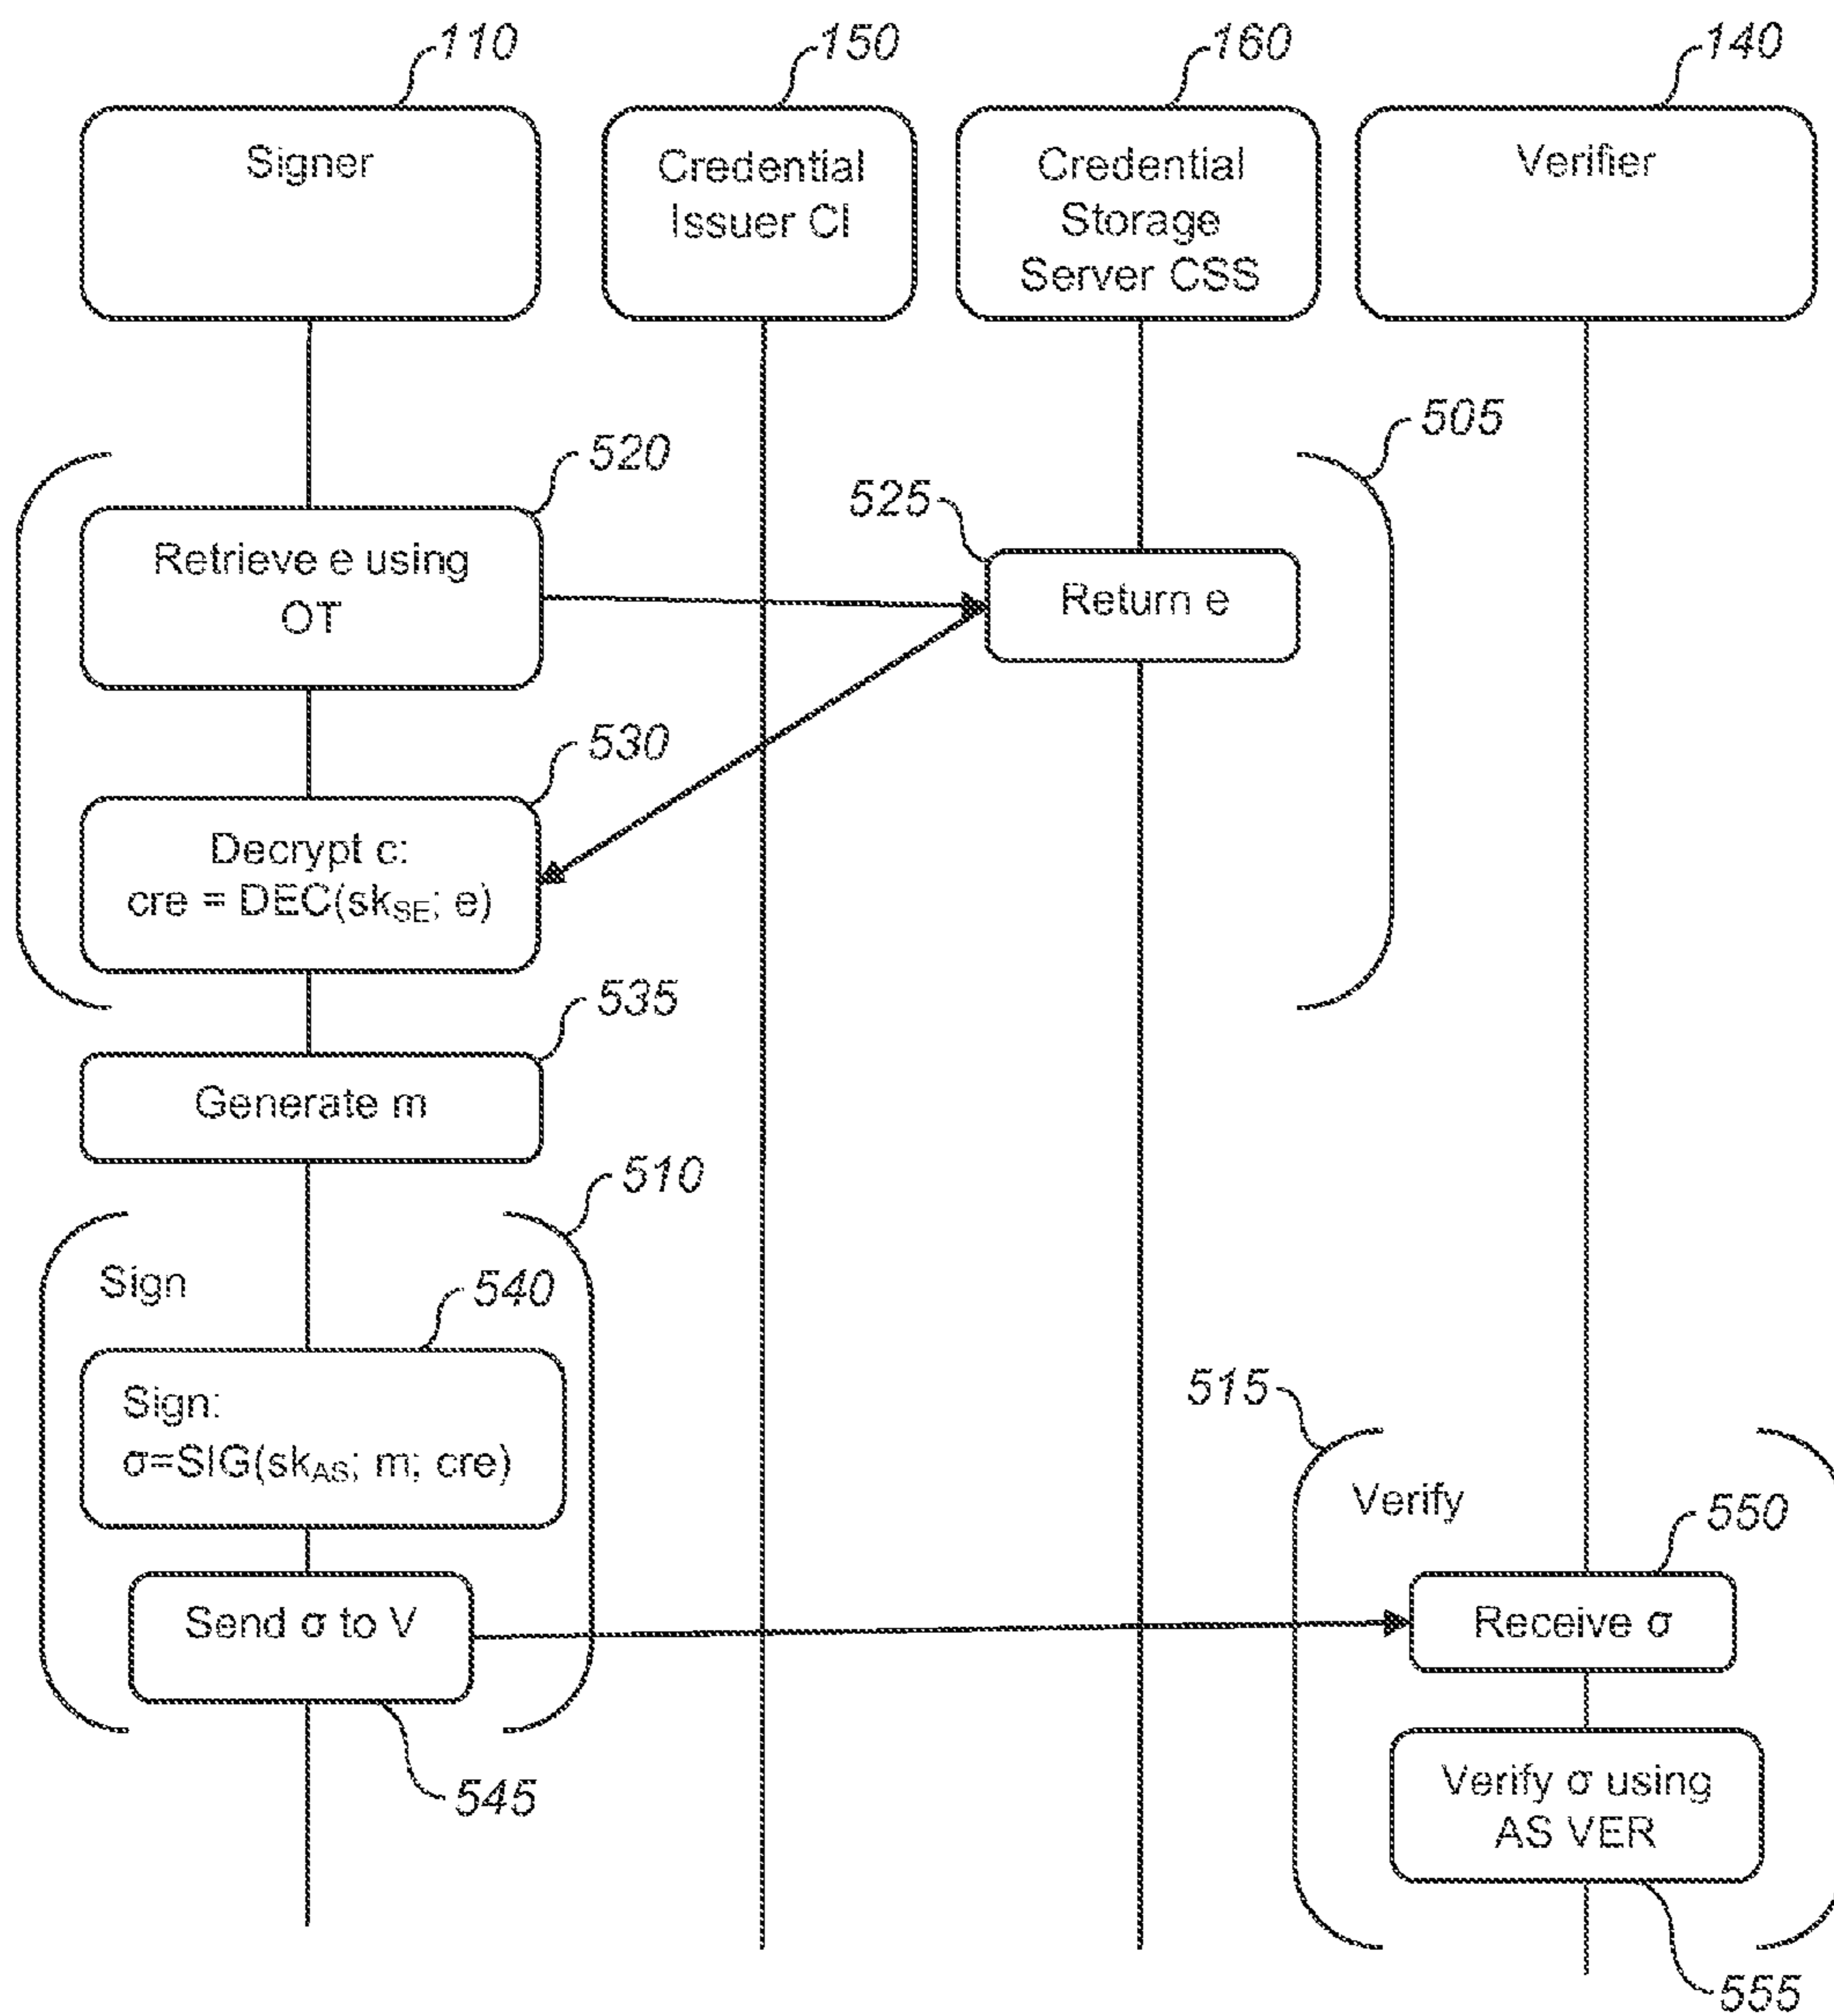 110
150
160
140
Signer
Credential
Issuer CI
Credential
Storage
Server CSS
Verifier
505
520
Retrieve e using
OT
525
Return e
530
Decrypt c:
cre = DEC(sk_SE; e)
535
Generate m
510
Sign
540
Sign:
σ=SIG(sk_AS; m; cre)
515
Verify
550
Send σ to V
Receive σ
545
Verify σ using
AS VER
555